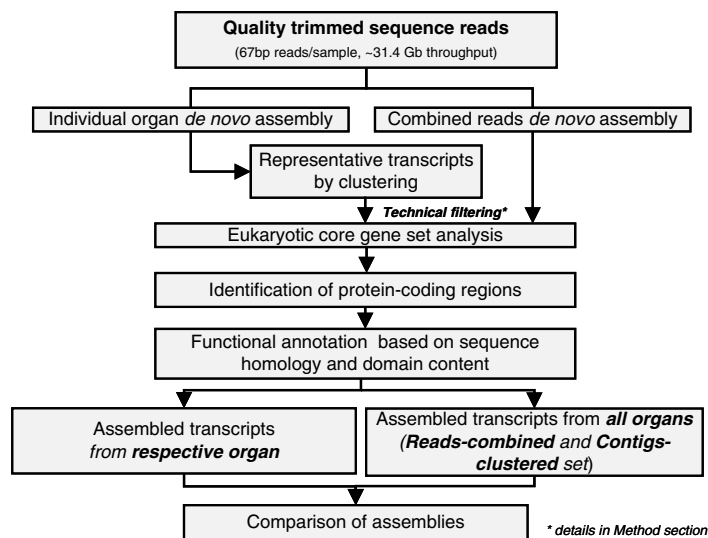 Quality trimmed sequence reads
(67bp reads/sample, ~31.4 Gb throughput)
Individual organ de novo assembly
Combined reads de novo assembly
Representative transcripts
by clustering
Technical filtering*
Eukaryotic core gene set analysis
Identification of protein-coding regions
Functional annotation based on sequence
homology and domain content
Assembled transcripts
from respective organ
Assembled transcripts from all organs
(Reads-combined and Contigs-
clustered set)
Comparison of assemblies
* details in Method section